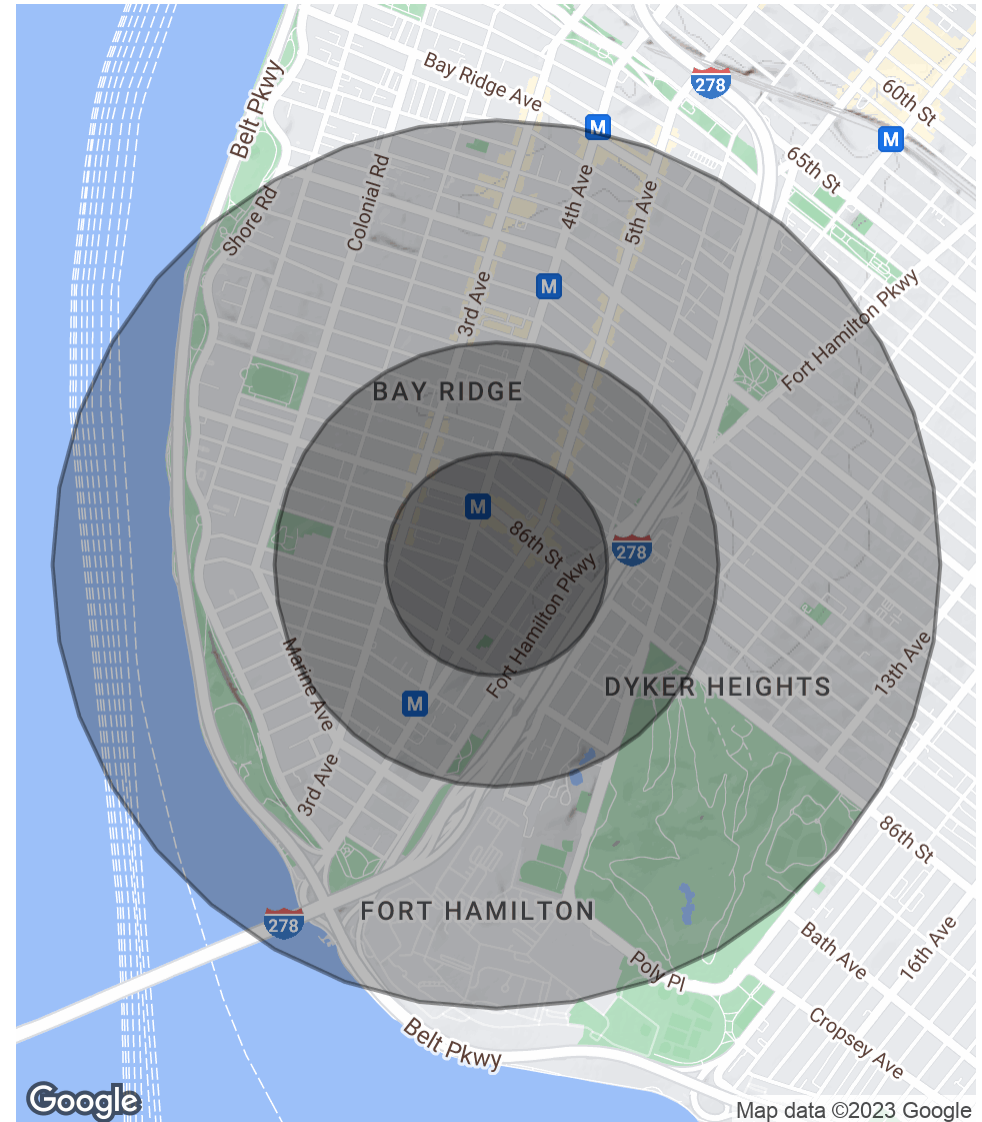 Belt Pkwy
Bay Ridge Ave
278
60th St
M
M
65th St
Shore Rd
Colonial Rd
4th Ave
5th Ave
M
3rd Ave
Fort Hamilton Pkwy
BAY RIDGE
M
86th St
278
Fort Hamilton Pkwy
Marine Ave
DYKER HEIGHTS
13th Ave
M
3rd Ave
86th St
FORT HAMILTON
278
Poly Pl
Bath Ave
16th Ave
Belt Pkwy
Cropsey Ave
Google
Map data ©2023 Google